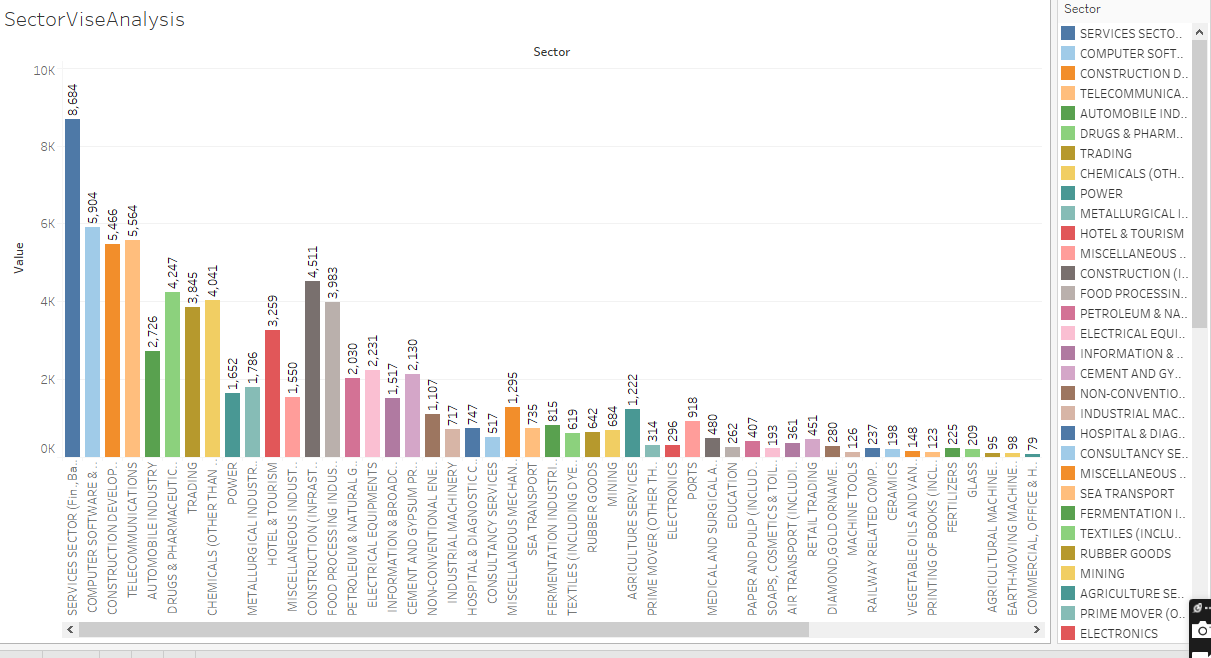 SectorViseAnalysis
Sector
Value
10K
8K
6K
4K
2K
0K
8,684
5,904
5,466
5,564
2,726
4,247
3,845
4,041
1,652
1,786
3,259
1,550
4,511
3,983
2,030
2,231
1,517
2,130
1,107
717
747
517
1,295
735
815
619
642
684
1,222
314
296
918
480
262
407
193
361
451
280
126
237
198
148
123
225
209
95
98
79
SERVICES SECTOR (Fin.,Ba..
COMPUTER SOFTWARE & ..
CONSTRUCTION DEVELOP..
TELECOMMUNICATIONS
AUTOMOBILE INDUSTRY
DRUGS & PHARMACEUTIC..
TRADING
CHEMICALS (OTHER THAN ..
POWER
METALLURGICAL INDUSTR..
HOTEL & TOURISM
MISCELLANEOUS INDUST..
CONSTRUCTION (INFRAST..
FOOD PROCESSING INDUS..
PETROLEUM & NATURAL G..
ELECTRICAL EQUIPMENTS
INFORMATION & BROADC..
CEMENT AND GYPSUM PR..
NON-CONVENTIONAL ENE..
INDUSTRIAL MACHINERY
HOSPITAL & DIAGNOSTIC C..
CONSULTANCY SERVICES
MISCELLANEOUS MECHAN..
SEA TRANSPORT
FERMENTATION INDUSTRI..
TEXTILES (INCLUDING DYE..
RUBBER GOODS
MINING
AGRICULTURE SERVICES
PRIME MOVER (OTHER TH..
ELECTRONICS
PORTS
MEDICAL AND SURGICAL A..
EDUCATION
PAPER AND PULP (INCLUD..
SOAPS, COSMETICS & TOIL..
AIR TRANSPORT (INCLUDI..
RETAIL TRADING
DIAMOND,GOLD ORNAME..
MACHINE TOOLS
RAILWAY RELATED COMP..
CERAMICS
VEGETABLE OILS AND VAN..
PRINTING OF BOOKS (INCL..
FERTILIZERS
GLASS
AGRICULTURAL MACHINE..
EARTH-MOVING MACHINE..
COMMERCIAL, OFFICE & H..
Sector
SERVICES SECTO..
COMPUTER SOFT..
CONSTRUCTION D..
TELECOMMUNICA..
AUTOMOBILE IND..
DRUGS & PHARM..
TRADING
CHEMICALS (OTH..
POWER
METALLURGICAL I..
HOTEL & TOURISM
MISCELLANEOUS ..
CONSTRUCTION (I..
FOOD PROCESSIN..
PETROLEUM & NA..
ELECTRICAL EQUI..
INFORMATION & ..
CEMENT AND GY..
NON-CONVENTIO..
INDUSTRIAL MAC..
HOSPITAL & DIAG..
CONSULTANCY SE..
MISCELLANEOUS ..
SEA TRANSPORT
FERMENTATION I..
TEXTILES (INCLU..
RUBBER GOODS
MINING
AGRICULTURE SE..
PRIME MOVER (O..
ELECTRONICS